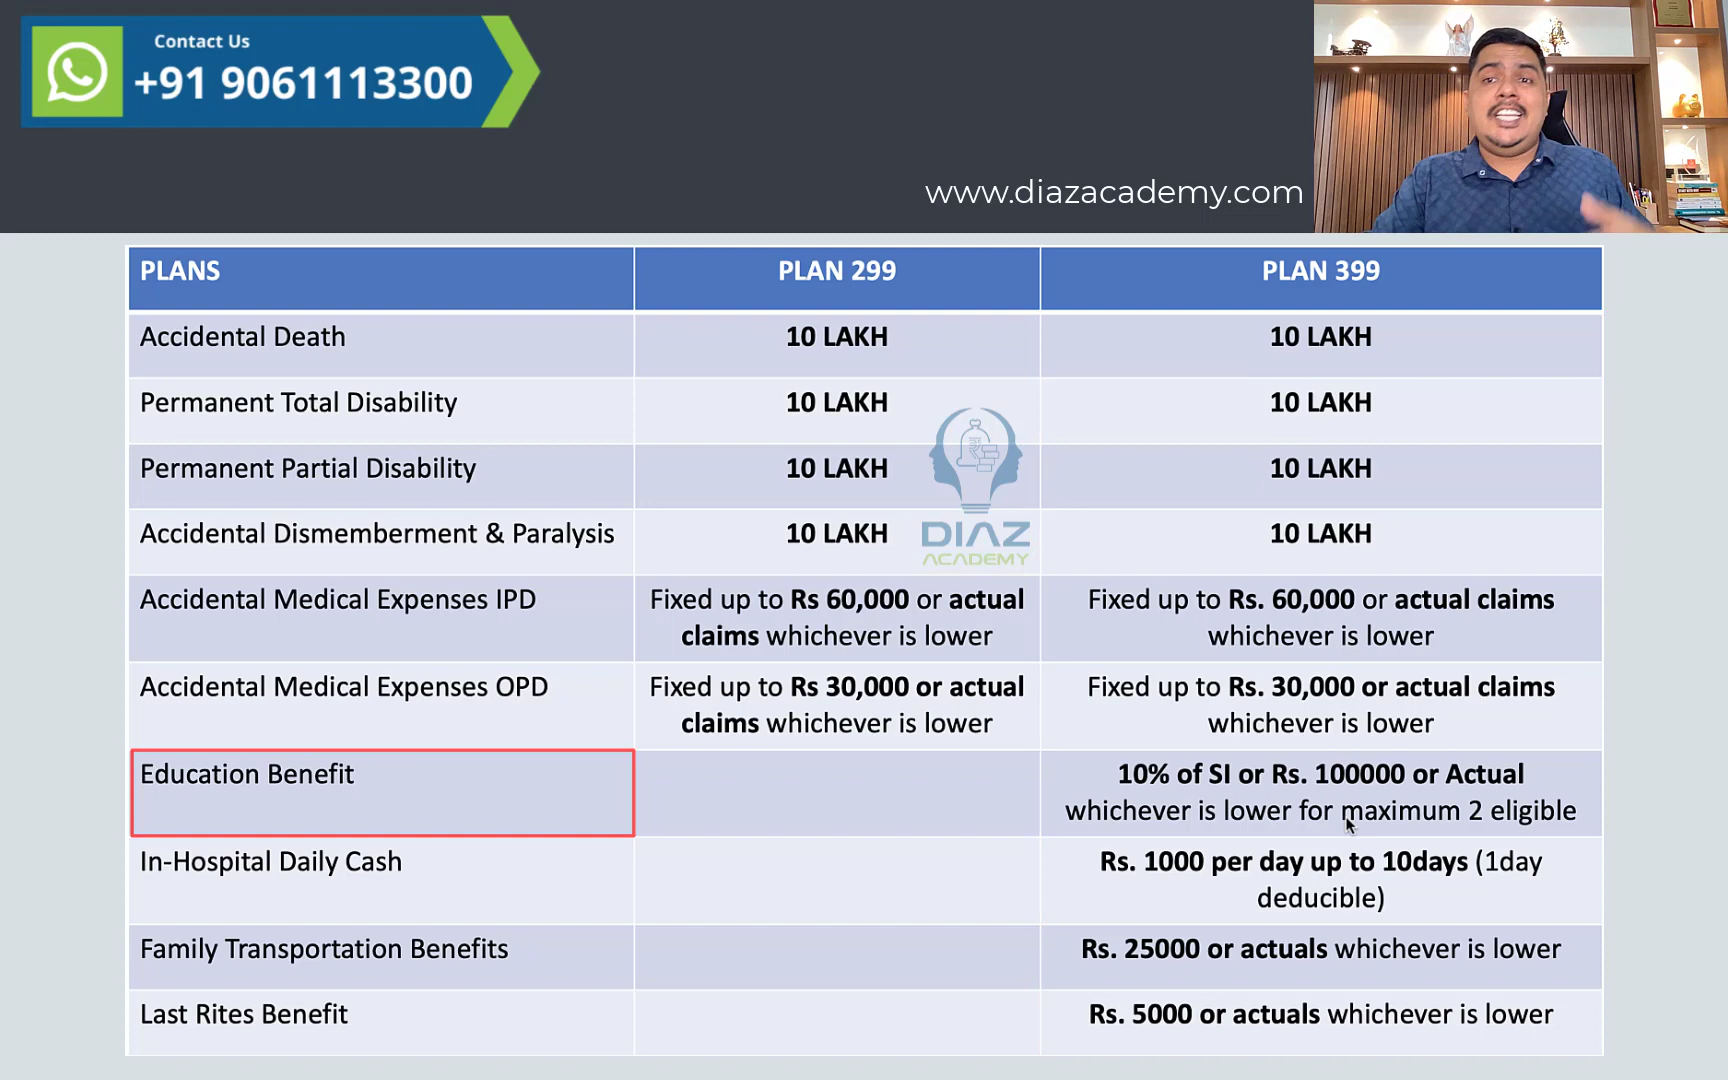 Contact Us
+91 9061113300
www.diazacademy.com
PLANS
PLAN 299
PLAN 399
Accidental Death
10 LAKH
10 LAKH
Permanent Total Disability
10 LAKH
10 LAKH
Permanent Partial Disability
10 LAKH
10 LAKH
Accidental Dismemberment & Paralysis
10 LAKH
10 LAKH
DIAZ
ACADEMY
Accidental Medical Expenses IPD
Fixed up to Rs 60,000 or actual
claims whichever is lower
Fixed up to Rs. 60,000 or actual claims
whichever is lower
Accidental Medical Expenses OPD
Fixed up to Rs 30,000 or actual
claims whichever is lower
Fixed up to Rs. 30,000 or actual claims
whichever is lower
Education Benefit
10% of SI or Rs. 100000 or Actual
whichever is lower for maximum 2 eligible
In-Hospital Daily Cash
Rs. 1000 per day up to 10days (1day
deducible)
Family Transportation Benefits
Rs. 25000 or actuals whichever is lower
Last Rites Benefit
Rs. 5000 or actuals whichever is lower